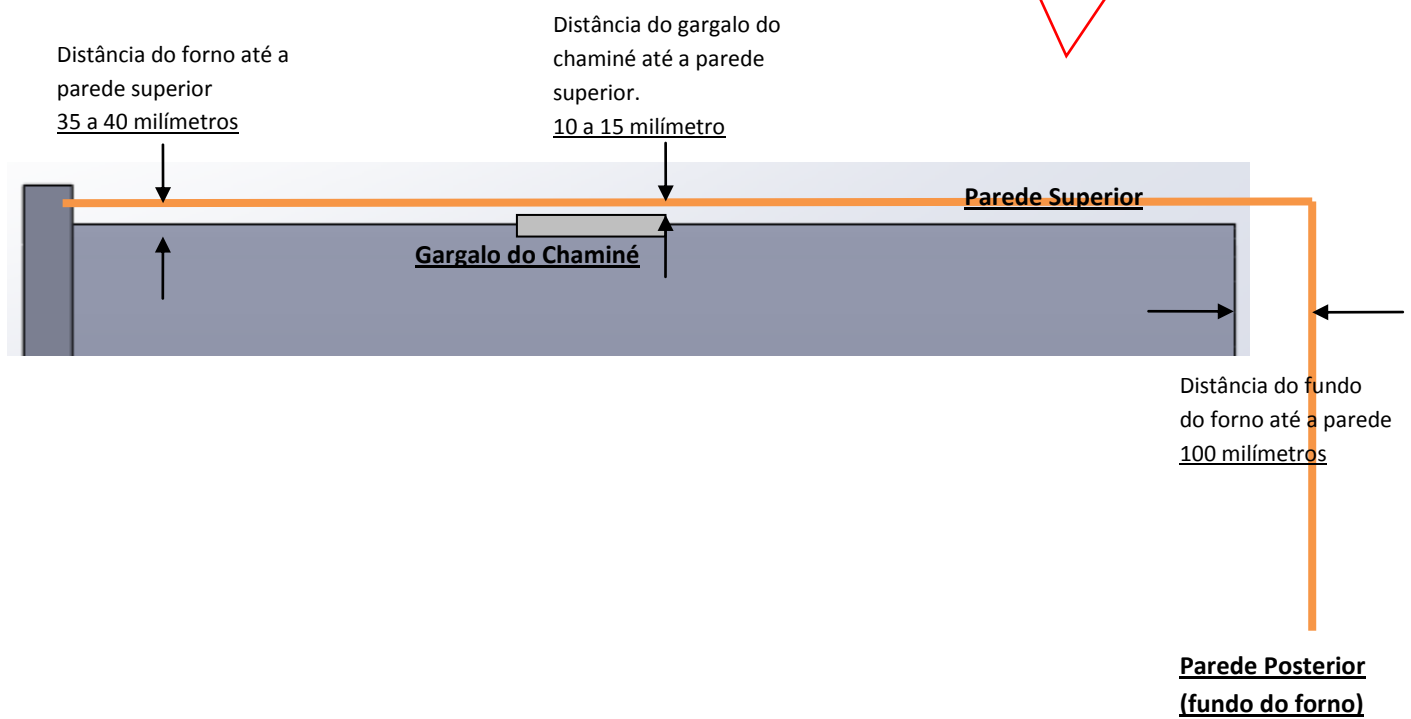 Distância do forno até a
parede superior
35 a 40 milímetros
Distância do gargalo do
chaminé até a parede
superior.
10 a 15 milímetro
Parede Superior
Gargalo do Chaminé
Distância do fundo
do forno até a parede
100 milímetros
Parede Posterior
(fundo do forno)